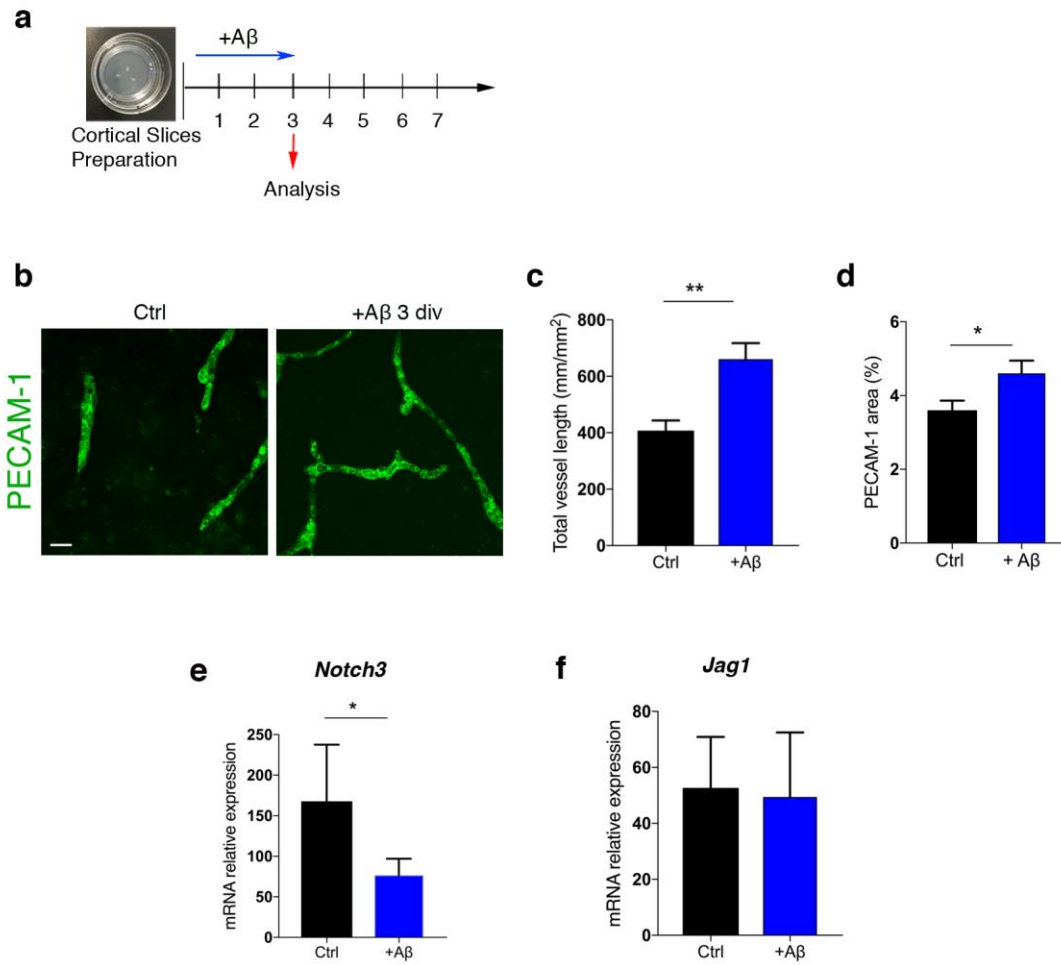 a
+Aβ
1 2 3 4 5 6 7
Cortical Slices
Preparation
Analysis
b
Ctrl
+Aβ 3 div
PECAM-1
c
**
Total vessel length (mm/mm²)
800
600
400
200
0
Ctrl
+Aβ
d
*
PECAM-1 area (%)
6
4
2
0
Ctrl
+ Aβ
e
Notch3
*
mRNA relative expression
250
200
150
100
50
0
Ctrl
+Aβ
f
Jag1
mRNA relative expression
80
60
40
20
0
Ctrl
+Aβ